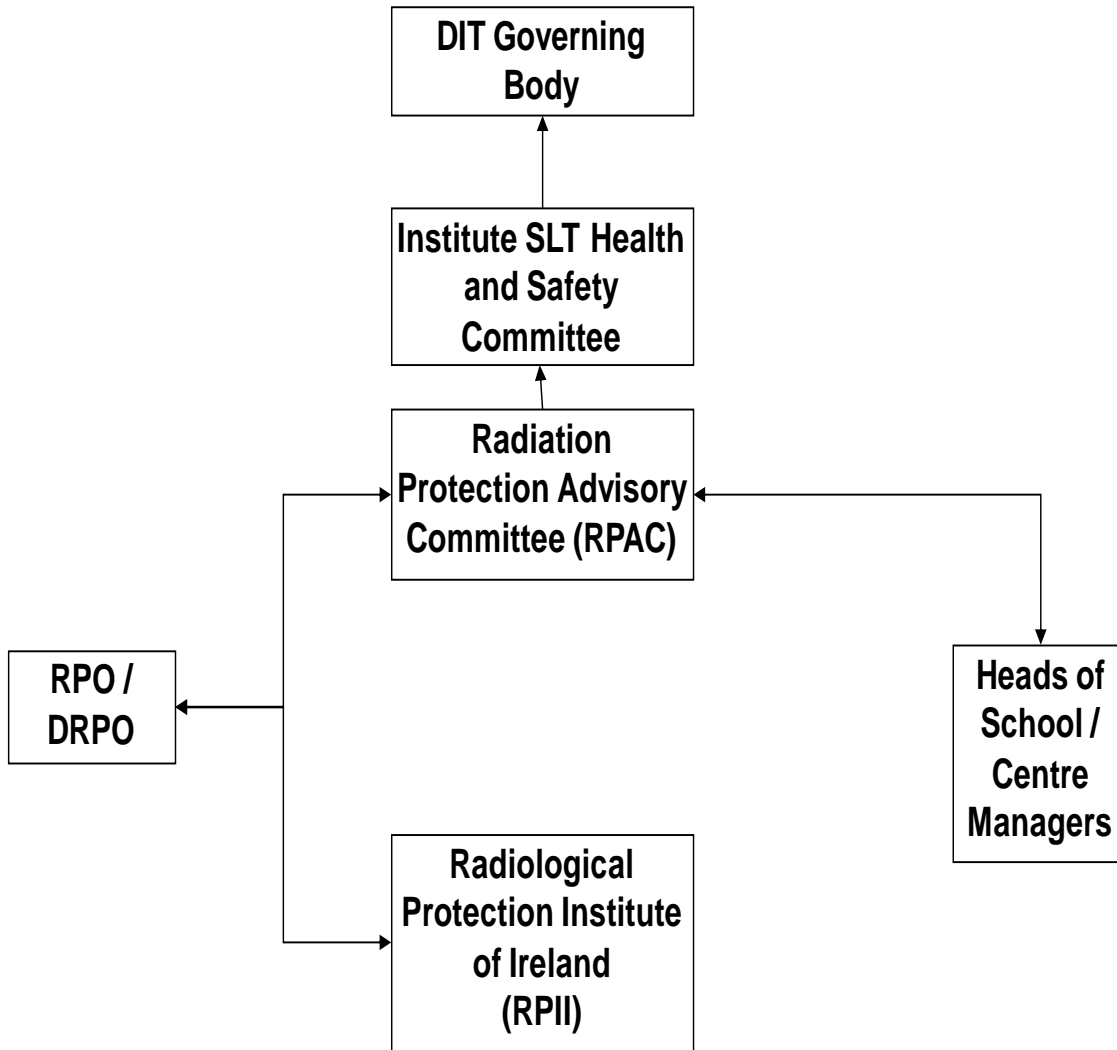 DIT Governing
Body
Institute SLT Health
and Safety
Committee
Radiation
Protection Advisory
Committee (RPAC)
RPO /
DRPO
Heads of
School /
Centre
Managers
Radiological
Protection Institute
of Ireland
(RPII)